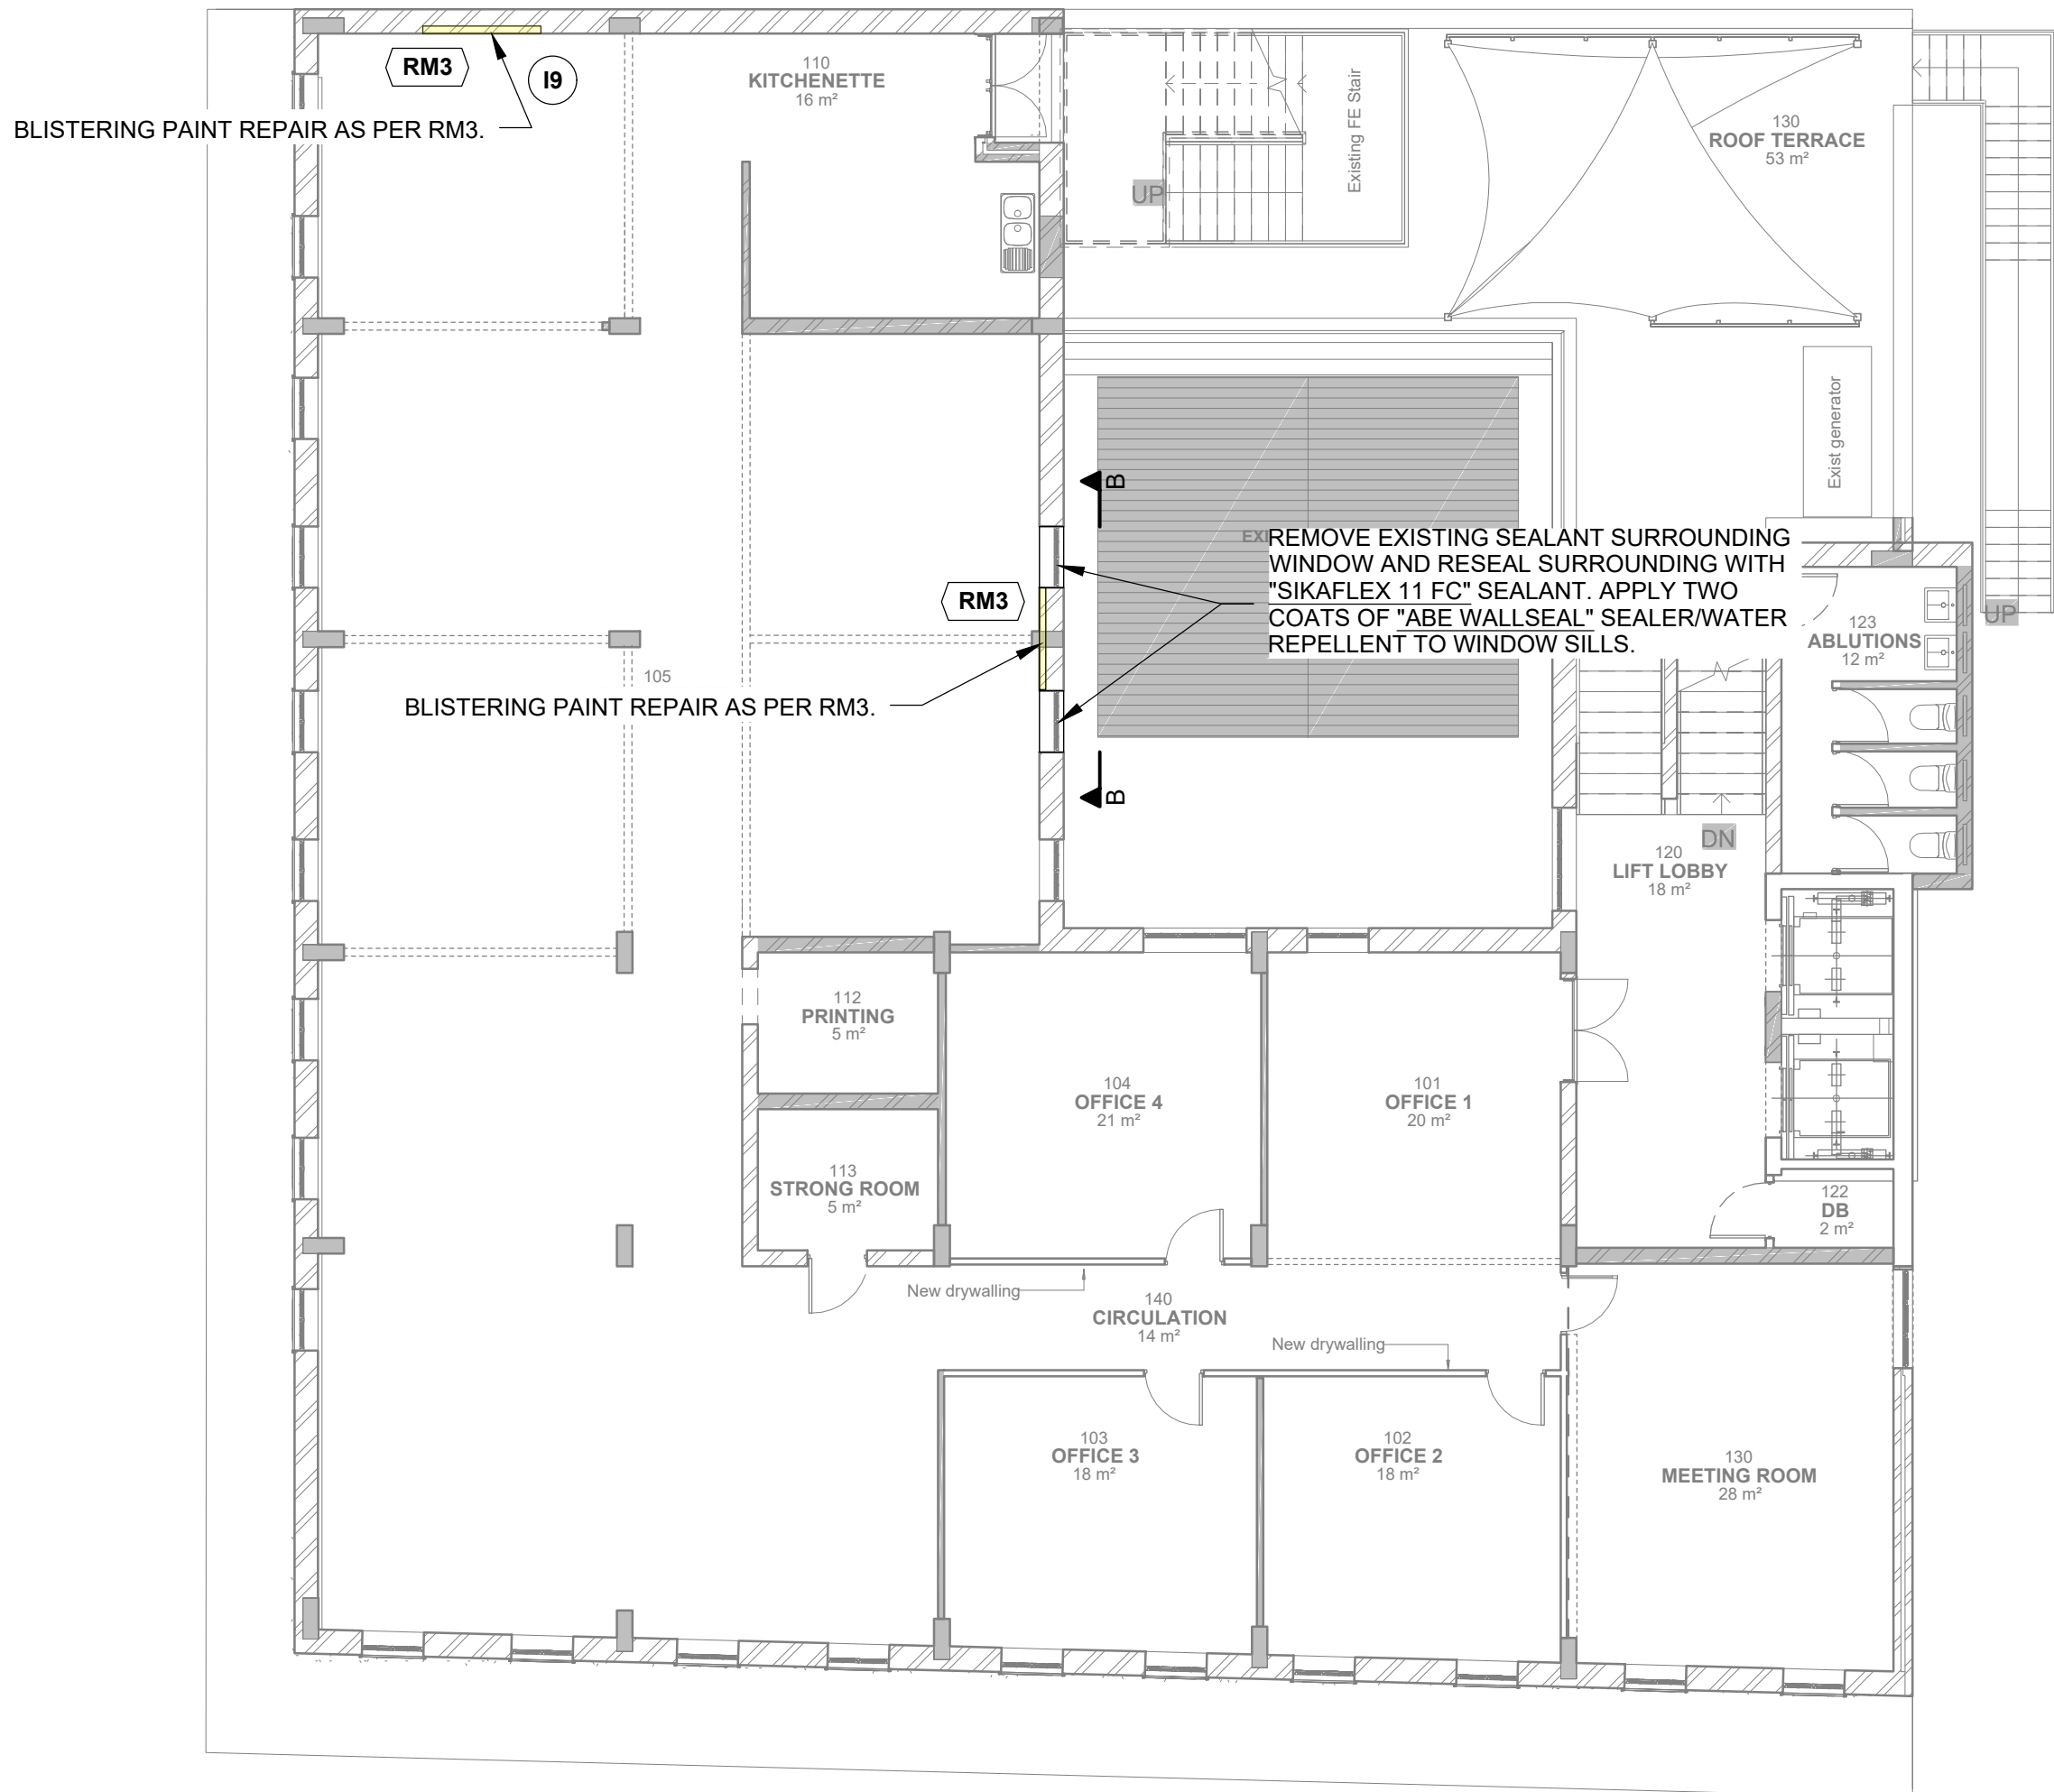 RM3
I9
BLISTERING PAINT REPAIR AS PER RM3.
110
KITCHENETTE
16 m²
UP
Existing FE Stair
130
ROOF TERRACE
53 m²
Exist generator
UP
B
EXI
REMOVE EXISTING SEALANT SURROUNDING
WINDOW AND RESEAL SURROUNDING WITH
"SIKAFLEX 11 FC" SEALANT. APPLY TWO
COATS OF "ABE WALLSEAL" SEALER/WATER
REPELLENT TO WINDOW SILLS.
RM3
105
BLISTERING PAINT REPAIR AS PER RM3.
B
123
ABLUTIONS
12 m²
DN
120
LIFT LOBBY
18 m²
112
PRINTING
5 m²
104
OFFICE 4
21 m²
101
OFFICE 1
20 m²
113
STRONG ROOM
5 m²
122
DB
2 m²
New drywalling
140
CIRCULATION
14 m²
New drywalling
103
OFFICE 3
18 m²
102
OFFICE 2
18 m²
130
MEETING ROOM
28 m²